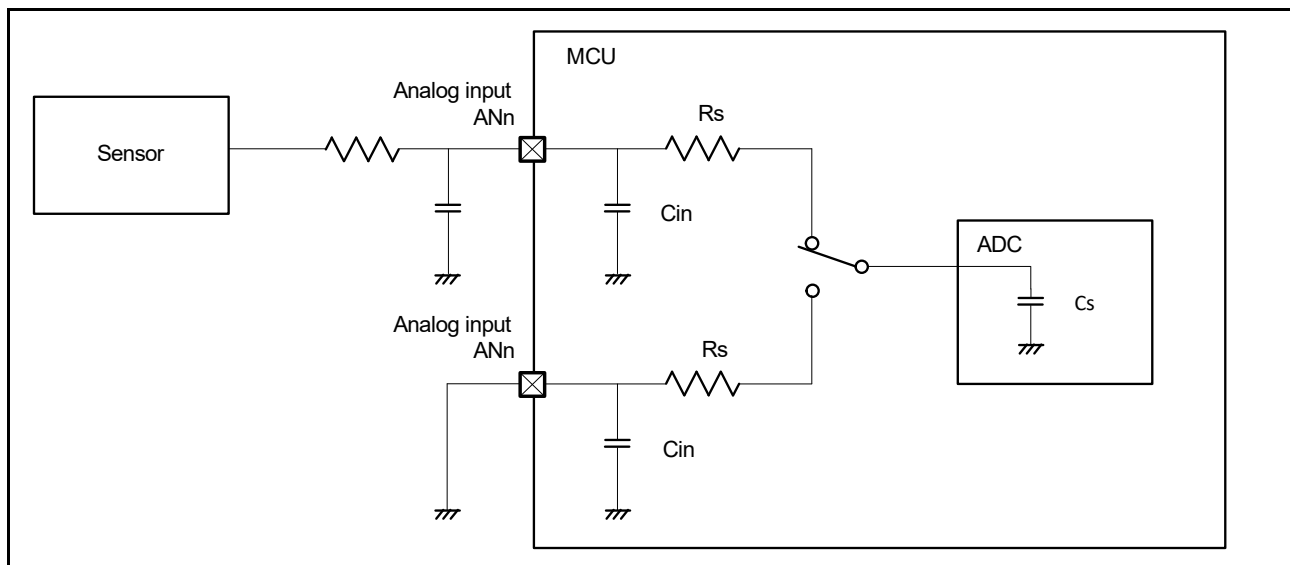 MCU
Analog input
ANn
Rs
Sensor
Cin
ADC
Cs
Analog input
ANn
Rs
Cin